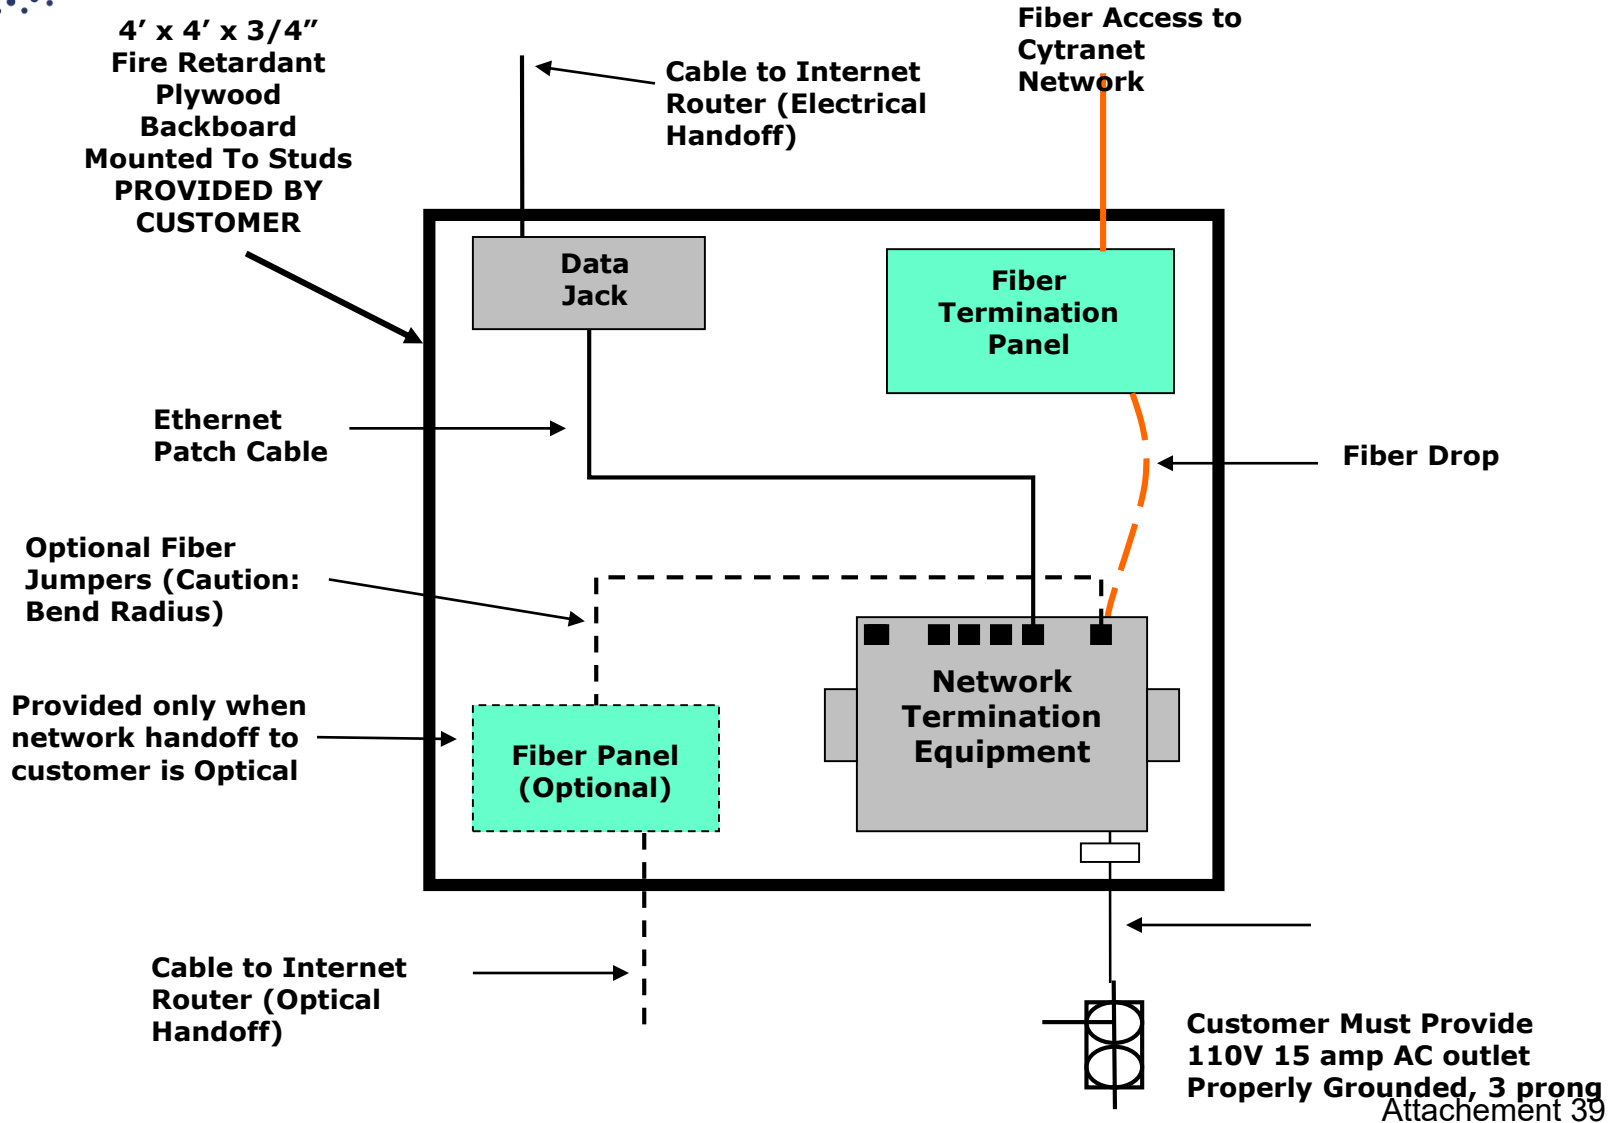 4’ x 4’ x 3/4”
Fire Retardant
Plywood
Backboard
Mounted To Studs
PROVIDED BY
CUSTOMER
Cable to Internet
Router (Electrical
Handoff)
Fiber Access to
Cytranet
Network
Data
Jack
Fiber
Termination
Panel
Ethernet
Patch Cable
Fiber Drop
Optional Fiber
Jumpers (Caution:
Bend Radius)
Provided only when
network handoff to
customer is Optical
Fiber Panel
(Optional)
Network
Termination
Equipment
Cable to Internet
Router (Optical
Handoff)
Customer Must Provide
110V 15 amp AC outlet
Properly Grounded, 3 prong
Attachement 39